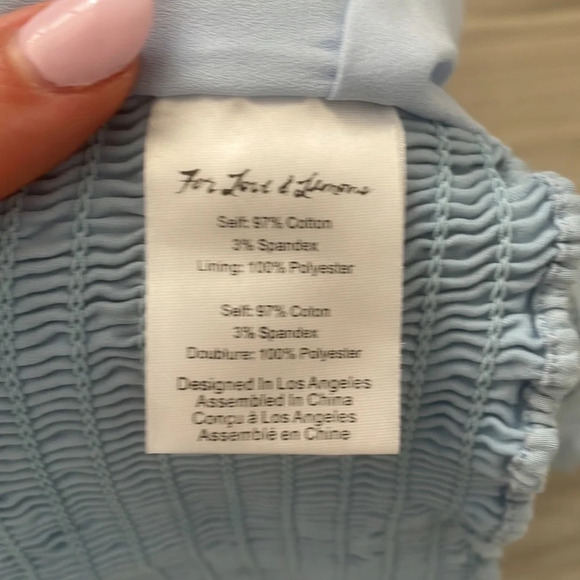 For Love & Lemons
Self: 97% Cotton
3% Spandex
Lining: 100% Polyester
Self: 97% Coton
3% Spandex
Doublure: 100% Polyester
Designed In Los Angeles
Assembled In China
Conçu à Los Angeles
Assemblé en Chine